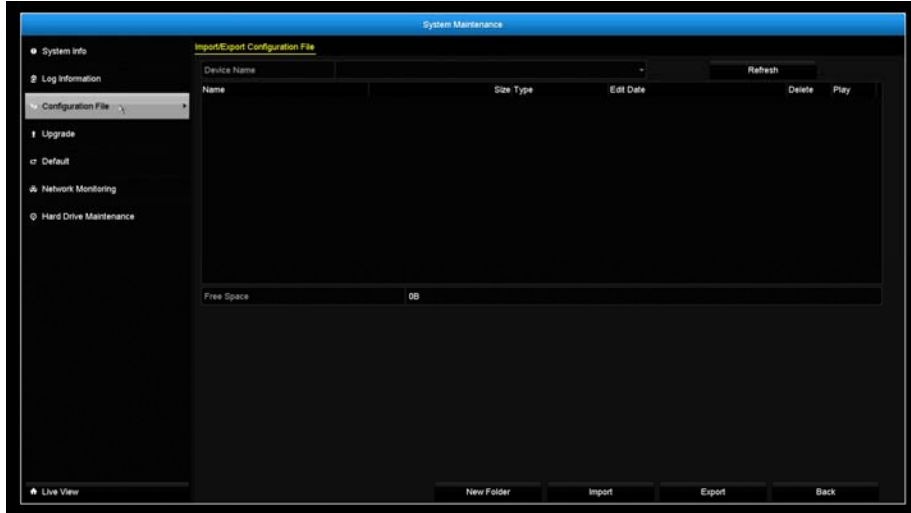 System Maintenance
System Info
Log Information
Configuration File
Upgrade
Default
Network Monitoring
Hard Drive Maintenance
Live View
Import/Export Configuration File
Device Name
Refresh
Name Size Type Edit Date Delete Play
Free Space 0B
New Folder Import Export Back